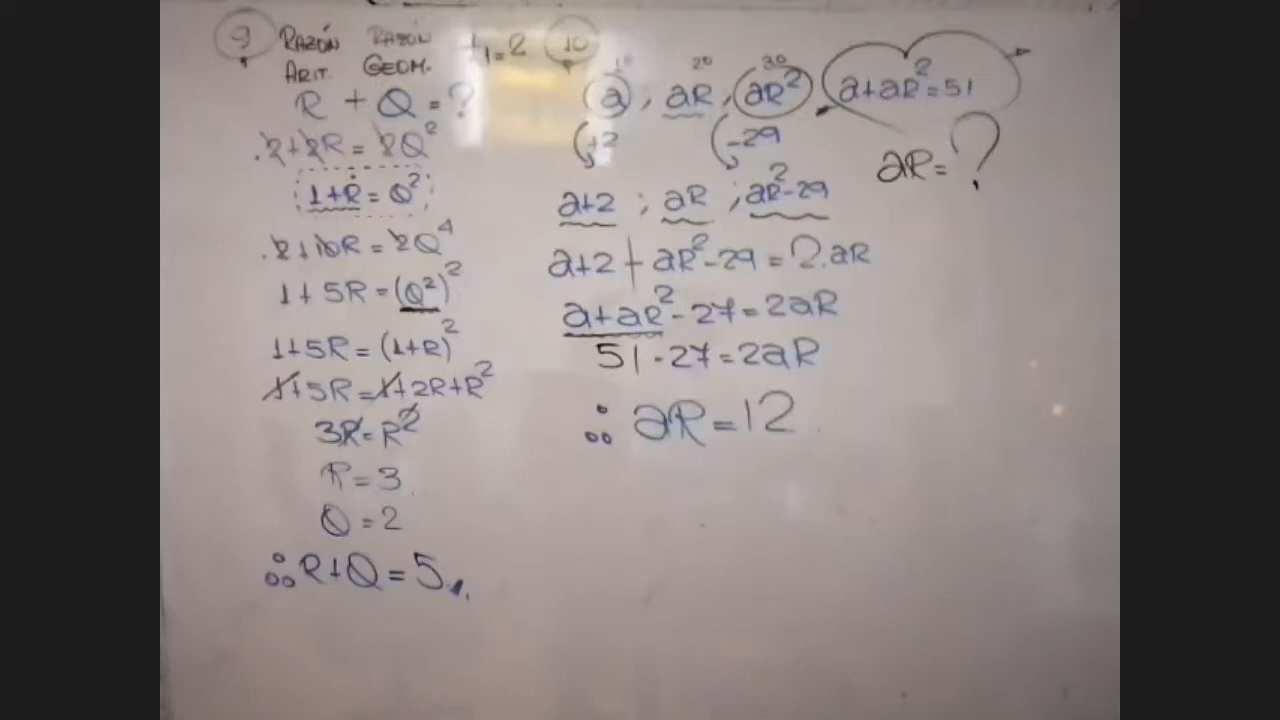 9 RAZÓN RAZÓN t₁=2
ARIT. GEOM.
R + Q = ?
2+2R = 2Q²
1+R = Q²
2+10R = 2Q⁴
1+5R = (Q²)²
1+5R = (1+R)²
1+5R = 1+2R+R²
3R = R²
R = 3
Q = 2
∴ R+Q = 5
10 1º 2º 3º
a ; aR ; aR² a+aR²=51
+2 -29 aR=?
a+2 ; aR ; aR²-29
a+2 + aR²-29 = 2.aR
a+aR²-27 = 2aR
51-27 = 2aR
∴ aR = 12